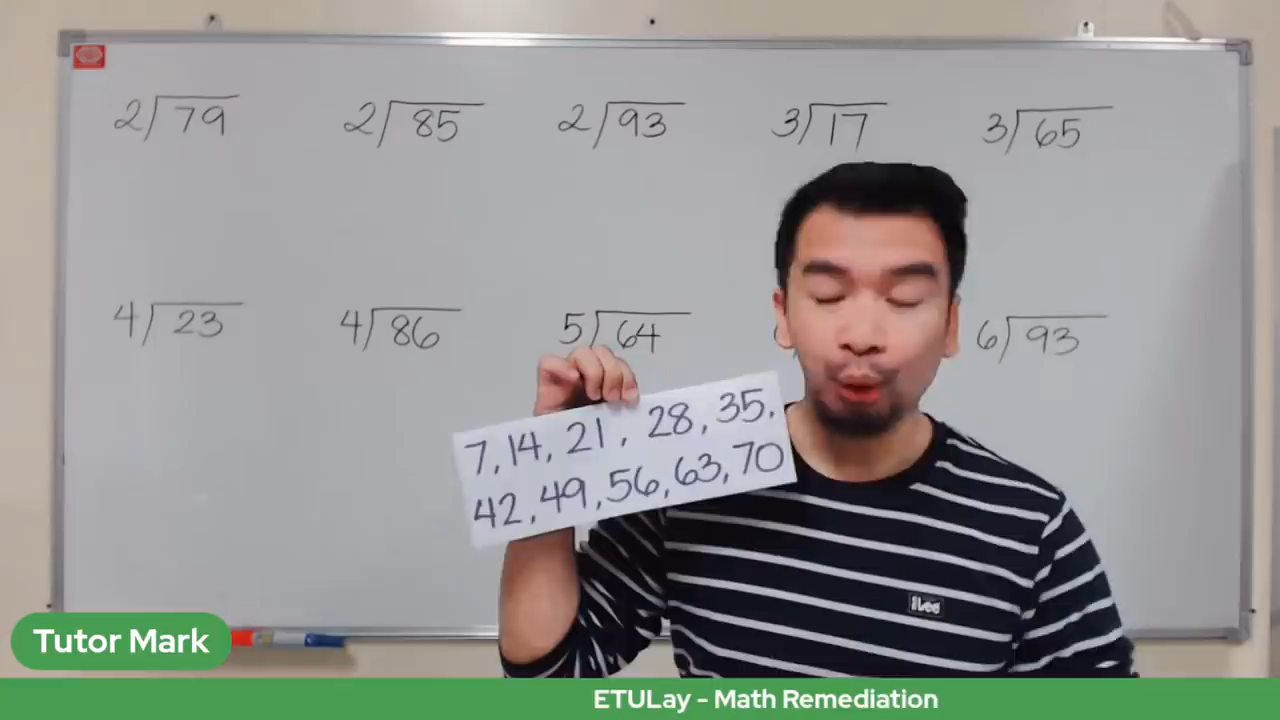 2)79 2)85 2)93 3)17 3)65
4)23 4)86 5)64 6)93
7, 14, 21, 28, 35,
42, 49, 56, 63, 70
Tutor Mark
ETULay - Math Remediation